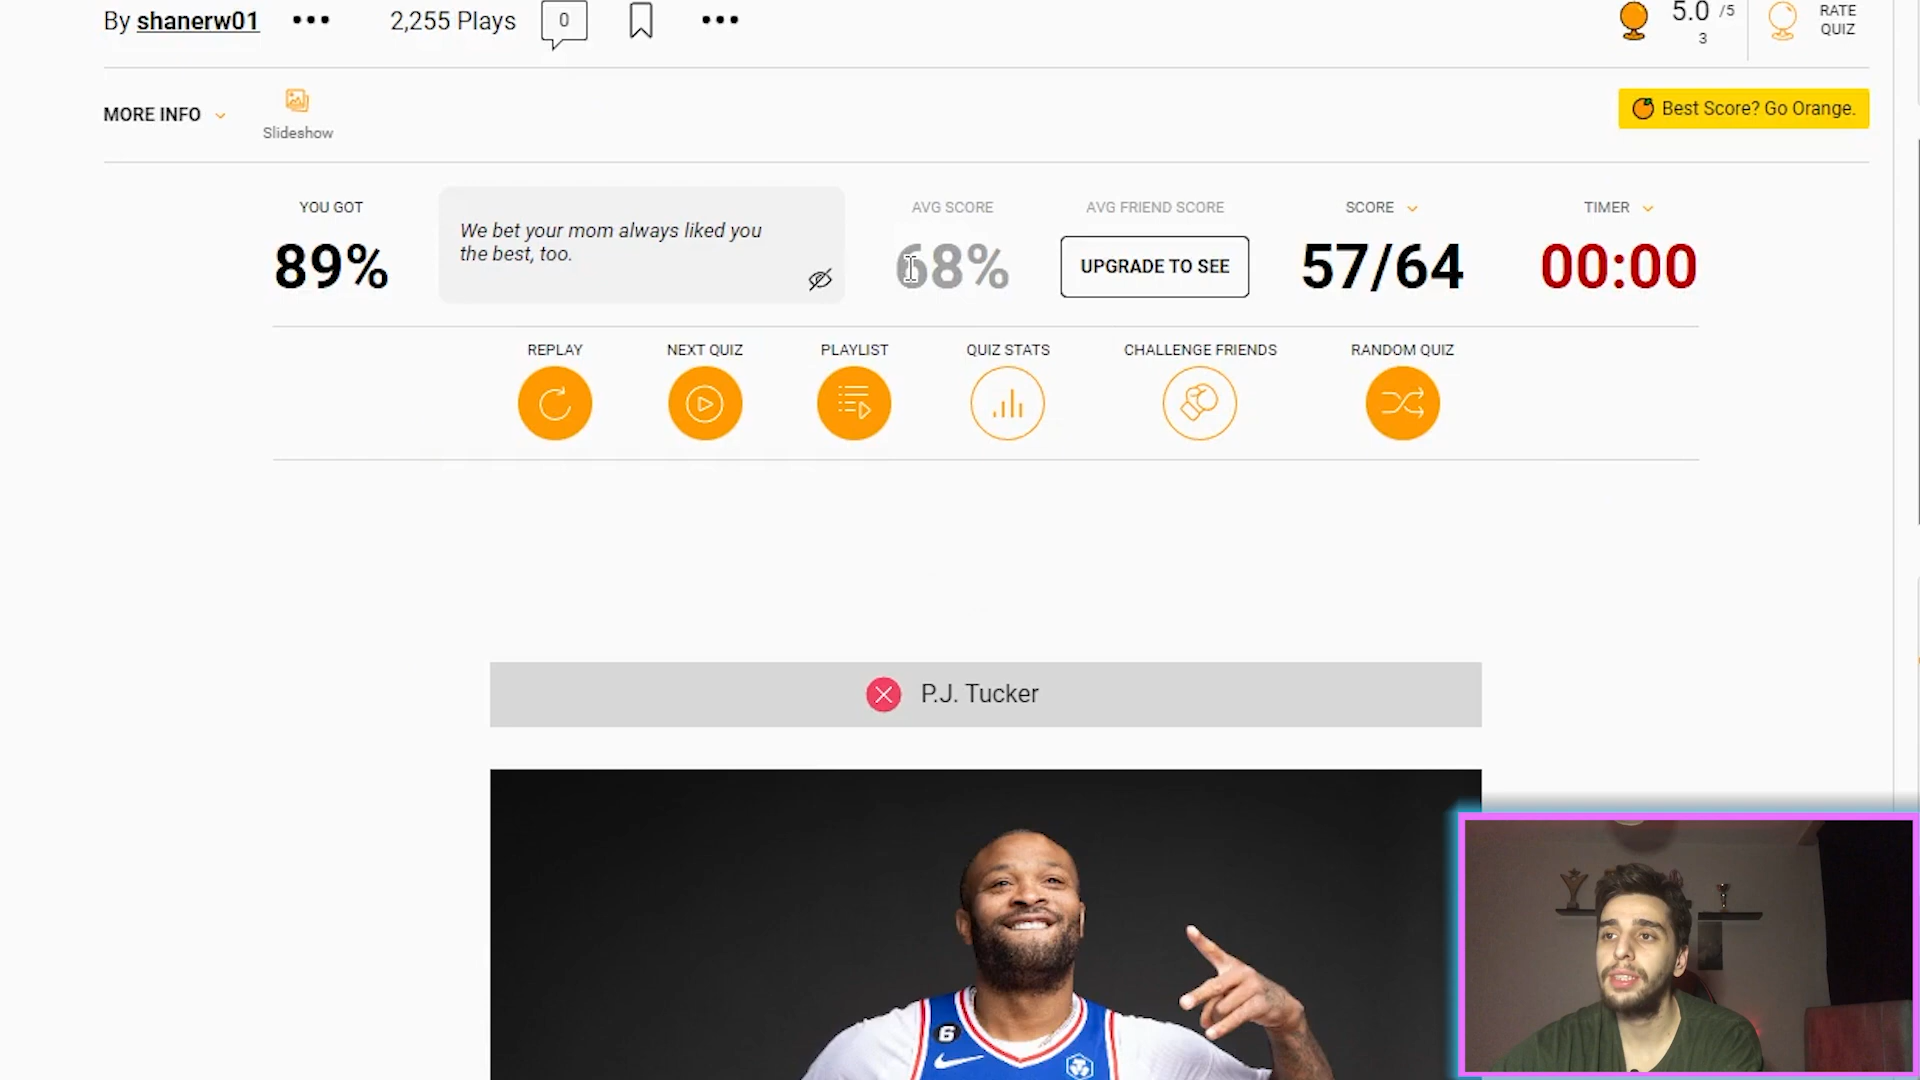 By shanerw01 ••• 2,255 Plays 0 •••
5.0 /5
3
RATE
QUIZ
MORE INFO
Slideshow
Best Score? Go Orange.
YOU GOT
89%
We bet your mom always liked you
the best, too.
AVG SCORE
68%
AVG FRIEND SCORE
UPGRADE TO SEE
SCORE
57/64
TIMER
00:00
REPLAY
NEXT QUIZ
PLAYLIST
QUIZ STATS
CHALLENGE FRIENDS
RANDOM QUIZ
P.J. Tucker
6